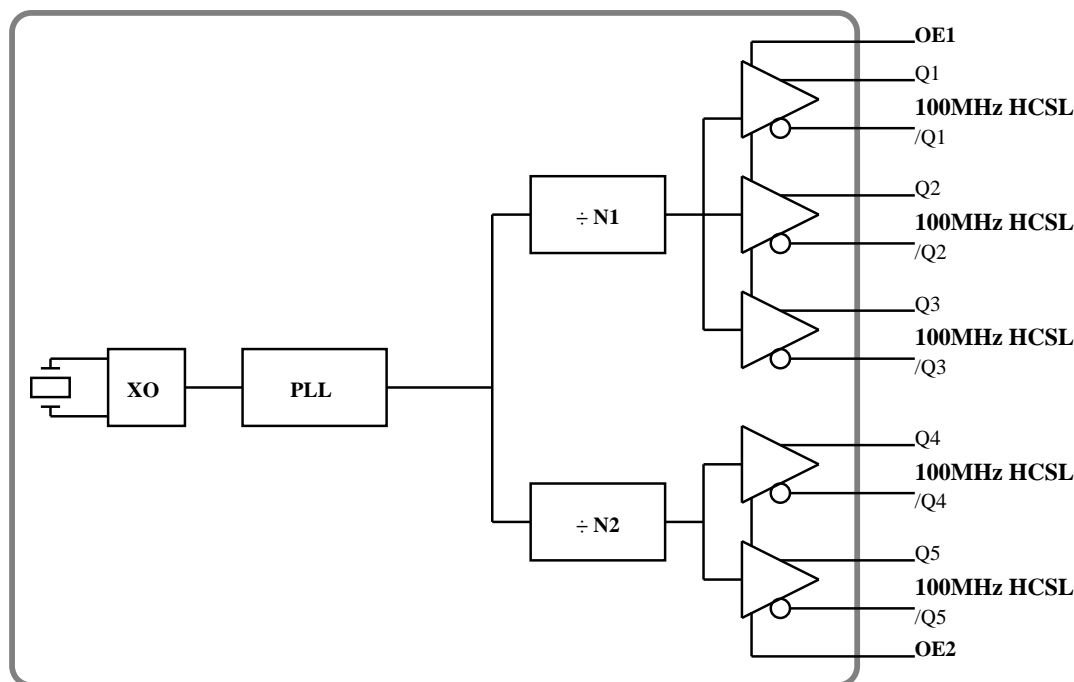 OE1
Q1
100MHz HCSL
/Q1
Q2
÷ N1
100MHz HCSL
/Q2
Q3
100MHz HCSL
/Q3
XO
PLL
Q4
100MHz HCSL
/Q4
÷ N2
Q5
100MHz HCSL
/Q5
OE2